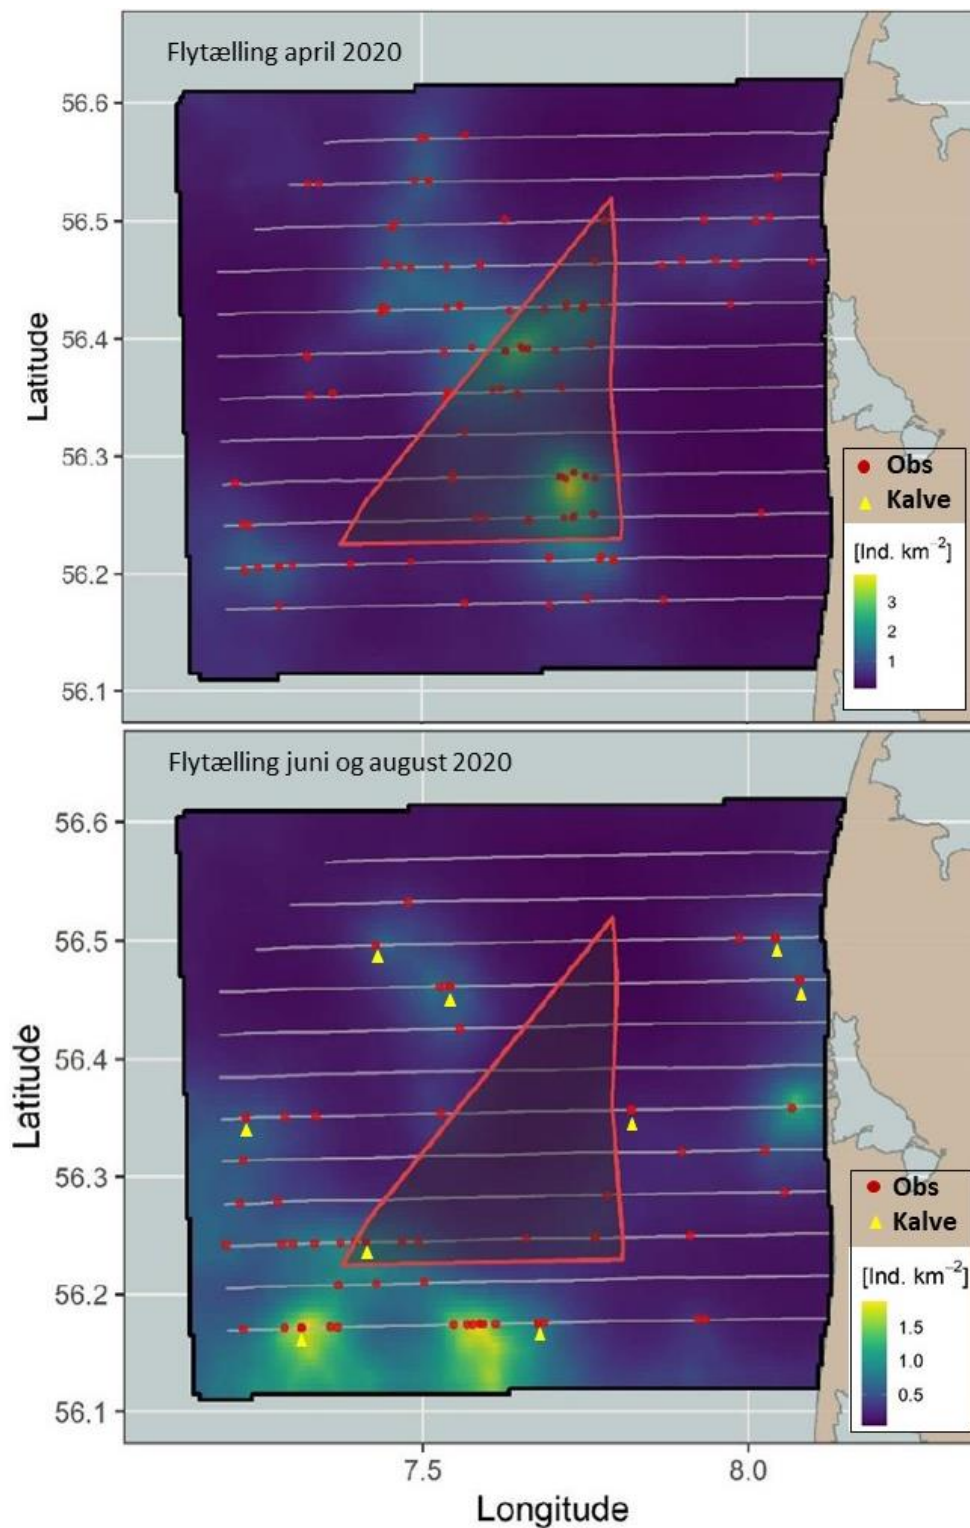 Flytælling april 2020
56.6
56.5
56.4
56.3
56.2
56.1
Latitude
Obs
Kalve
[Ind. km⁻²]
3
2
1
Flytælling juni og august 2020
56.6
56.5
56.4
56.3
56.2
56.1
Latitude
Obs
Kalve
[Ind. km⁻²]
1.5
1.0
0.5
7.5 8.0
Longitude